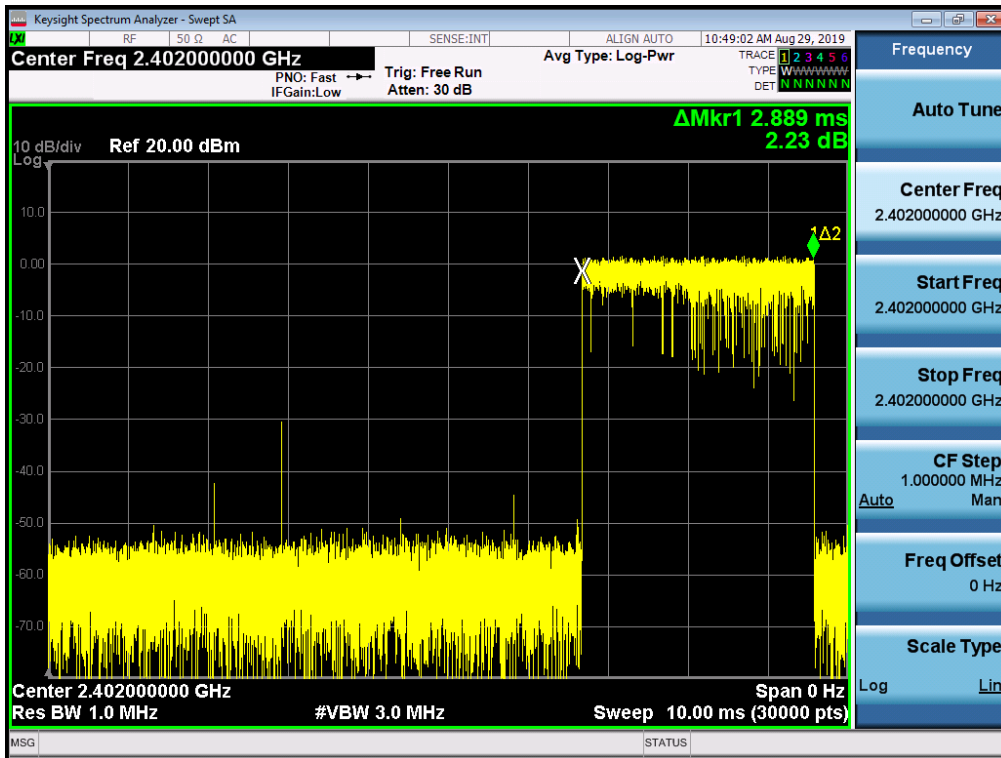 Keysight Spectrum Analyzer - Swept SA
LXI RF 50 Ω AC SENSE:INT ALIGN AUTO 10:49:02 AM Aug 29, 2019
Center Freq 2.402000000 GHz
PNO: Fast
IFGain:Low
Trig: Free Run
Atten: 30 dB
Avg Type: Log-Pwr
TRACE 1 2 3 4 5 6
TYPE WWWWWW
DET N N N N N N
ΔMkr1 2.889 ms
2.23 dB
10 dB/div Ref 20.00 dBm
Log
10.0
0.00
-10.0
-20.0
-30.0
-40.0
-50.0
-60.0
-70.0
1Δ2
X
Center 2.402000000 GHz Span 0 Hz
Res BW 1.0 MHz #VBW 3.0 MHz Sweep 10.00 ms (30000 pts)
MSG STATUS
Frequency
Auto Tune
Center Freq
2.402000000 GHz
Start Freq
2.402000000 GHz
Stop Freq
2.402000000 GHz
CF Step
1.000000 MHz
Auto Man
Freq Offset
0 Hz
Scale Type
Log Lin